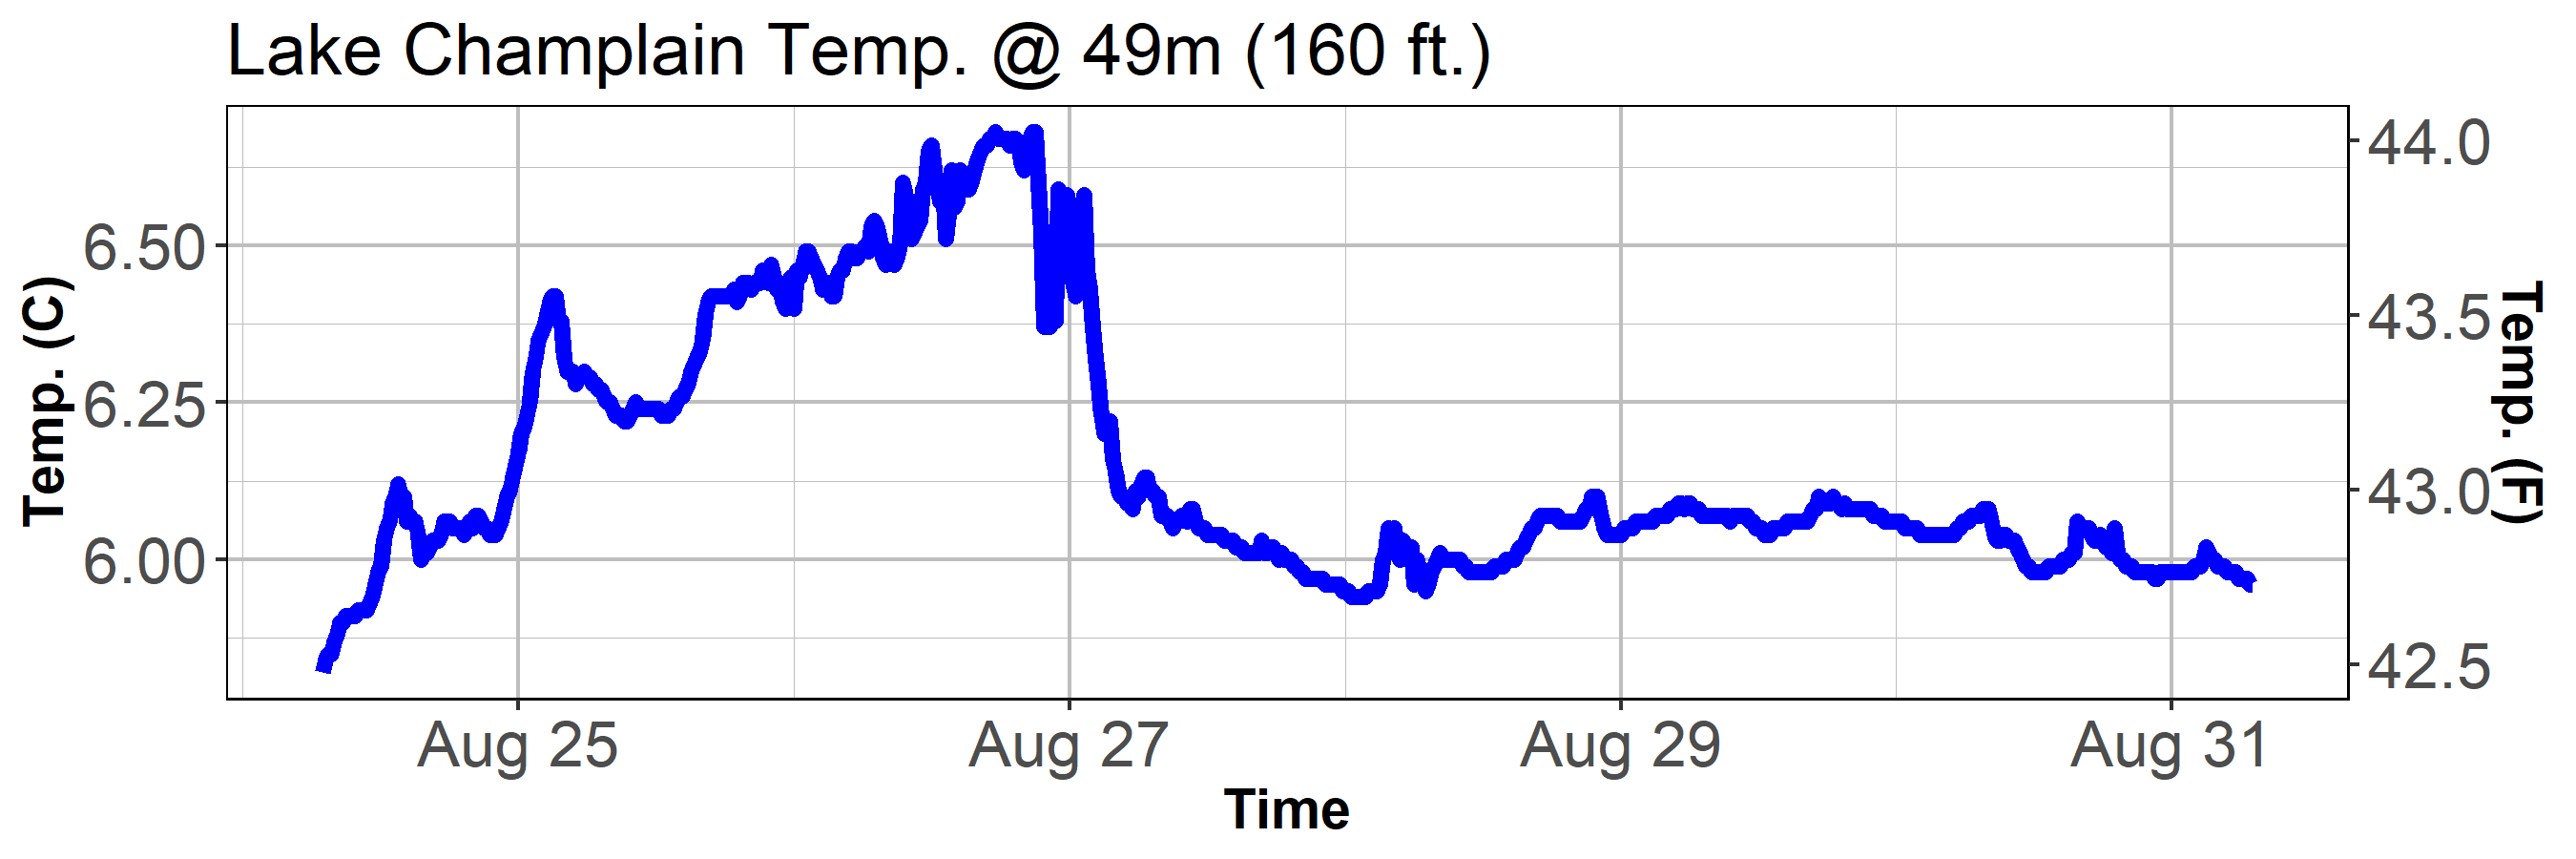 Lake Champlain Temp. @ 49m (160 ft.)
Temp. (C)
6.50
6.25
6.00
44.0
43.5
43.0
42.5
Temp. (F)
Aug 25 Aug 27 Aug 29 Aug 31
Time